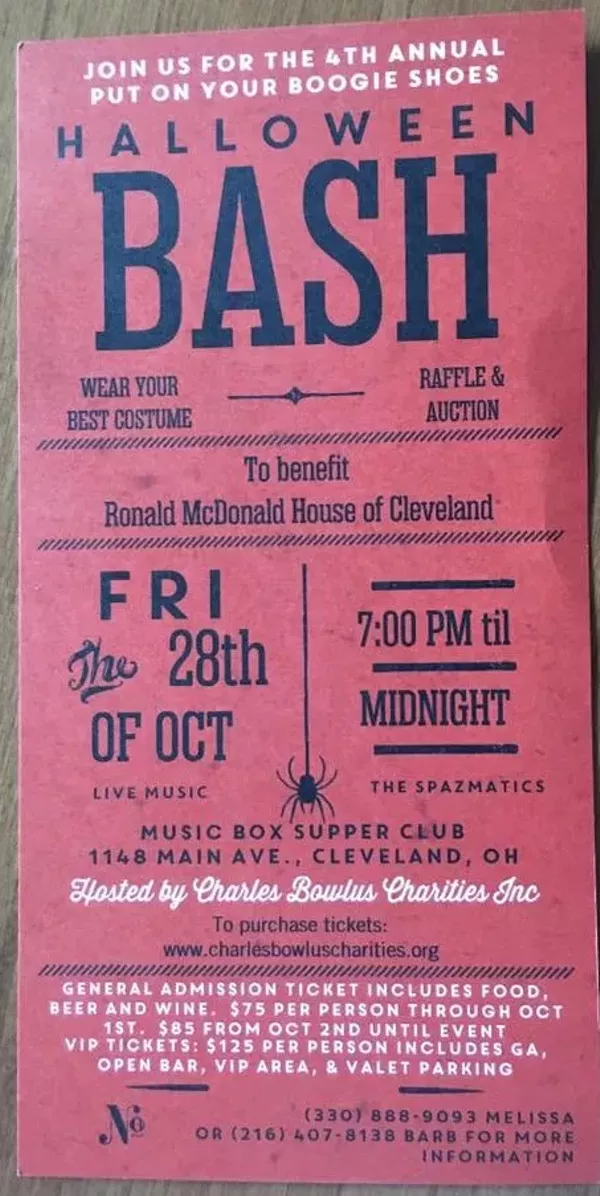 JOIN US FOR THE 4TH ANNUAL
PUT ON YOUR BOOGIE SHOES
HALLOWEEN
BASH
WEAR YOUR
BEST COSTUME
RAFFLE &
AUCTION
To benefit
Ronald McDonald House of Cleveland
FRI
The 28th
OF OCT
7:00 PM til
MIDNIGHT
LIVE MUSIC
THE SPAZMATICS
MUSIC BOX SUPPER CLUB
1148 MAIN AVE., CLEVELAND, OH
Hosted by Charles Bowlus Charities Inc
To purchase tickets:
www.charlesbowluscharities.org
GENERAL ADMISSION TICKET INCLUDES FOOD,
BEER AND WINE. $75 PER PERSON THROUGH OCT
1ST. $85 FROM OCT 2ND UNTIL EVENT
VIP TICKETS: $125 PER PERSON INCLUDES GA,
OPEN BAR, VIP AREA, & VALET PARKING
No
(330) 888-9093 MELISSA
OR (216) 407-8138 BARB FOR MORE
INFORMATION